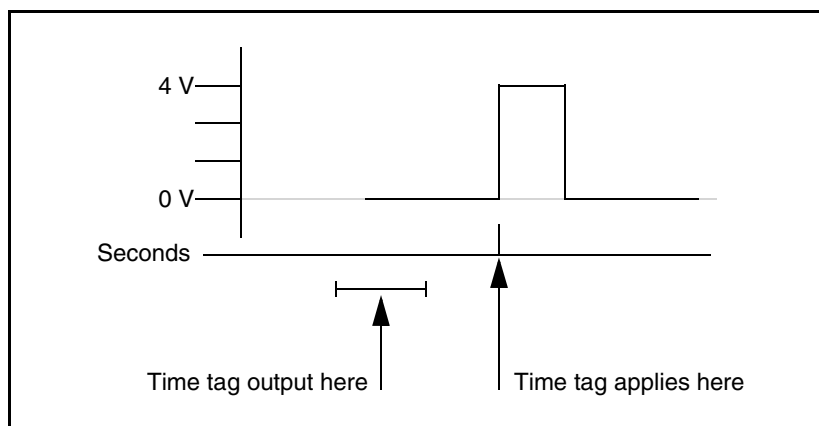 4 V
0 V
Seconds
Time tag output here
Time tag applies here